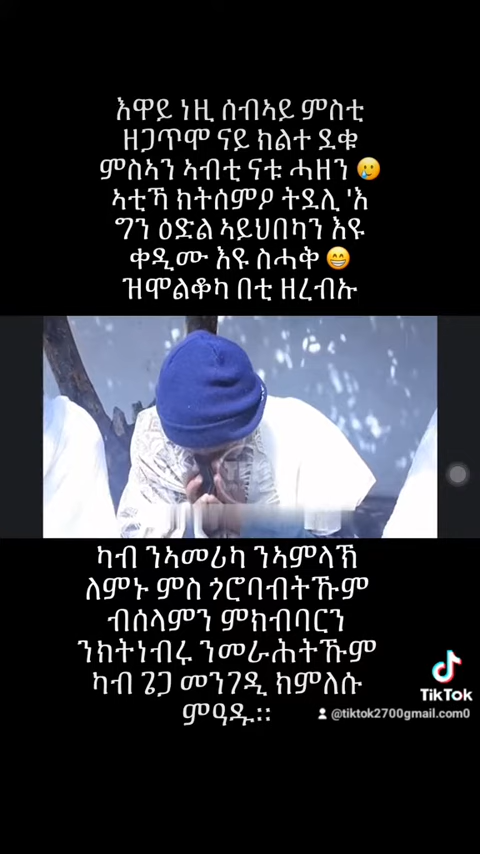 እዋይ ነዚ ሰብኣይ ምስቲ
ዘጋጥሞ ናይ ክልተ ደቁ
ምስኣን ኣብቲ ናቱ ሓዘን 🥲
ኣቲኻ ክትሰምዖ ትደሊ 'እ
ግን ዕድል ኣይህበካን እዩ
ቀዲሙ እዩ ስሓቅ 😁
ዝሞልቆካ በቲ ዘረብኡ
ካብ ንኣመሪካ ንኣምላኽ
ለምኑ ምስ ጎሮባብትኹም
ብሰላምን ምክብባርን
ንክትነብሩ ንመራሕትኹም
ካብ ጌጋ መንገዲ ክምለሱ
ምዓዱ።
TikTok
@tiktok2700gmail.com0